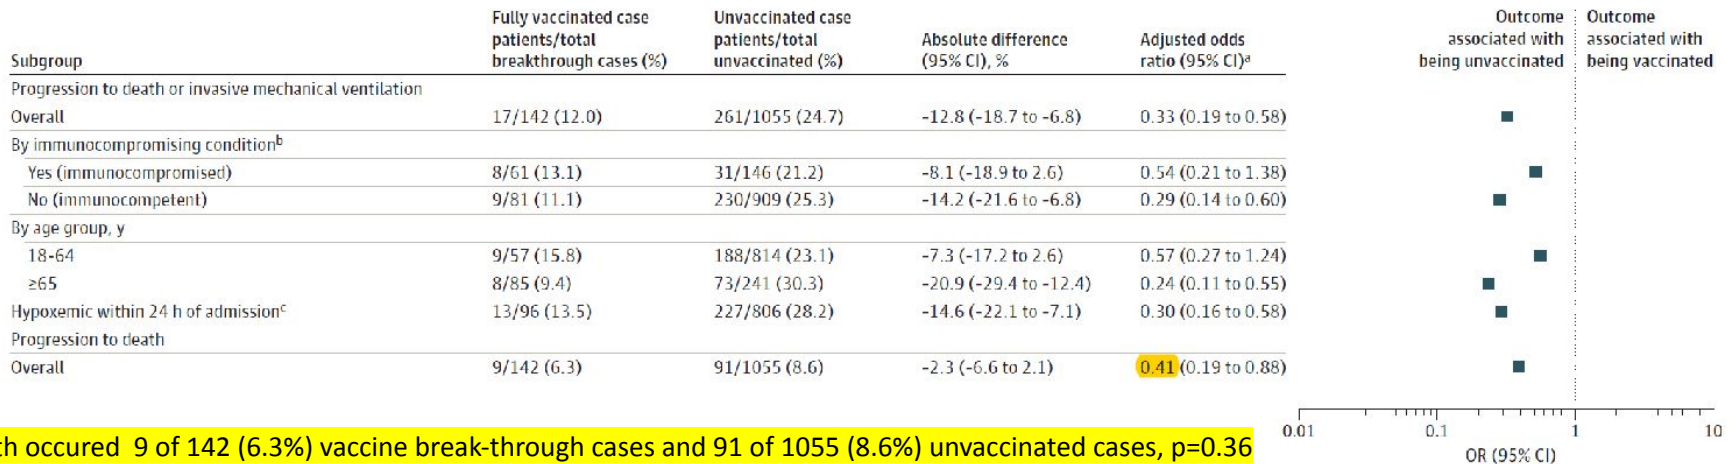 Subgroup
Fully vaccinated case patients/total breakthrough cases (%)
Unvaccinated case patients/total unvaccinated (%)
Absolute difference (95% CI), %
Adjusted odds ratio (95% CI)a
Outcome associated with being unvaccinated
Outcome associated with being vaccinated
Progression to death or invasive mechanical ventilation
Overall 17/142 (12.0) 261/1055 (24.7) -12.8 (-18.7 to -6.8) 0.33 (0.19 to 0.58)
By immunocompromising conditionb
Yes (immunocompromised) 8/61 (13.1) 31/146 (21.2) -8.1 (-18.9 to 2.6) 0.54 (0.21 to 1.38)
No (immunocompetent) 9/81 (11.1) 230/909 (25.3) -14.2 (-21.6 to -6.8) 0.29 (0.14 to 0.60)
By age group, y
18-64 9/57 (15.8) 188/814 (23.1) -7.3 (-17.2 to 2.6) 0.57 (0.27 to 1.24)
≥65 8/85 (9.4) 73/241 (30.3) -20.9 (-29.4 to -12.4) 0.24 (0.11 to 0.55)
Hypoxemic within 24 h of admissionc 13/96 (13.5) 227/806 (28.2) -14.6 (-22.1 to -7.1) 0.30 (0.16 to 0.58)
Progression to death
Overall 9/142 (6.3) 91/1055 (8.6) -2.3 (-6.6 to 2.1) 0.41 (0.19 to 0.88)
th occured 9 of 142 (6.3%) vaccine break-through cases and 91 of 1055 (8.6%) unvaccinated cases, p=0.36
0.01 0.1 1 10
OR (95% CI)